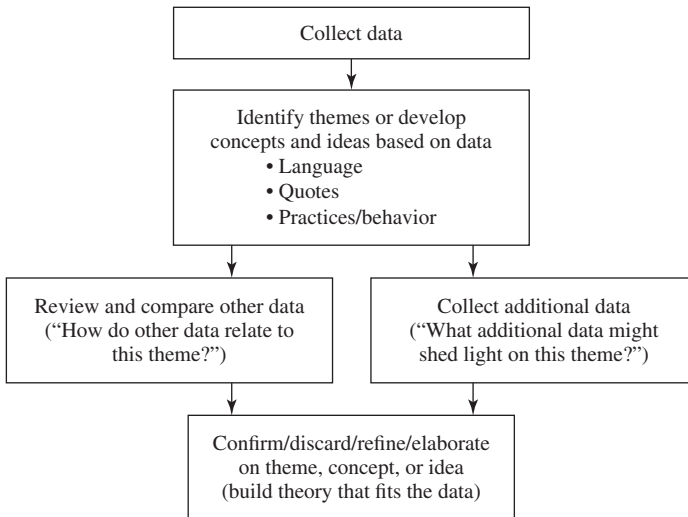 Collect data
Identify themes or develop
concepts and ideas based on data
• Language
• Quotes
• Practices/behavior
Review and compare other data
(“How do other data relate to
this theme?”)
Collect additional data
(“What additional data might
shed light on this theme?”)
Confirm/discard/refine/elaborate
on theme, concept, or idea
(build theory that fits the data)